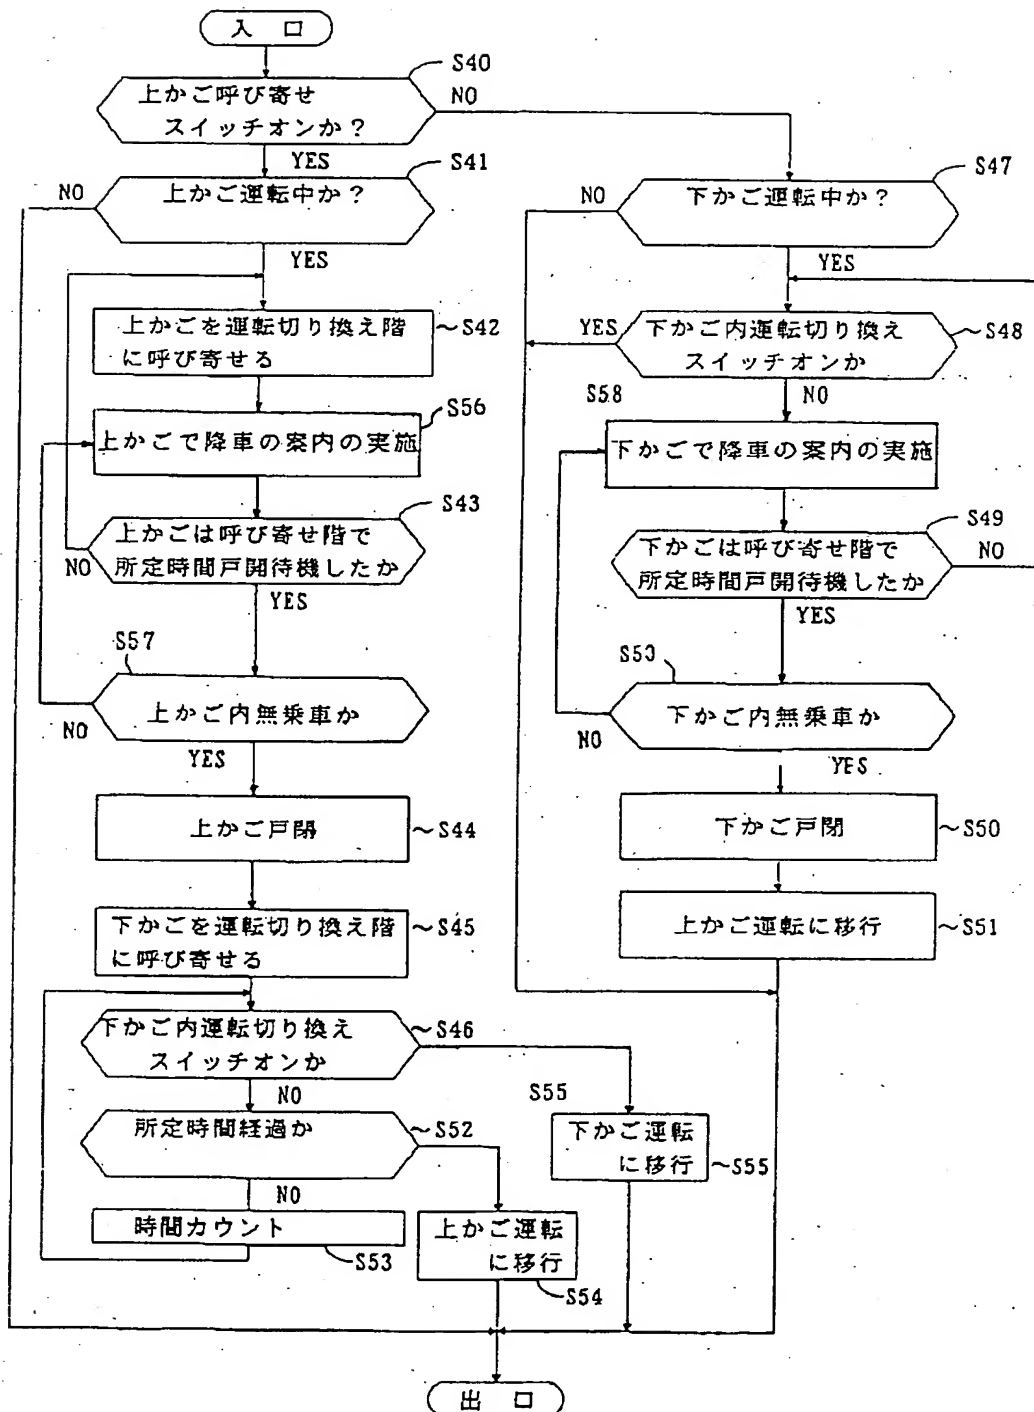 入 口
S40
上かご呼び寄せ
スイッチオンか？
NO
YES
S41
NO
上かご運転中か？
YES
上かごを運転切り換え階
に呼び寄せる
~S42
S56
上かごで降車の案内の実施
S43
上かごは呼び寄せ階で
所定時間戸開待機したか
NO
YES
S57
上かご内無乗車か
NO
YES
上かご戸閉
~S44
下かごを運転切り換え階
に呼び寄せる
~S45
下かご内運転切り換え
スイッチオンか
~S46
NO
所定時間経過か
~S52
NO
時間カウント
S53
上かご運転
に移行
S54
S55
下かご運転
に移行
~S55
S47
NO
下かご運転中か？
YES
YES
下かご内運転切り換え
スイッチオンか
~S48
S58
NO
下かごで降車の案内の実施
S49
下かごは呼び寄せ階で
所定時間戸開待機したか
NO
YES
下かご内無乗車か
NO
YES
下かご戸閉
~S50
上かご運転に移行
~S51
出 口